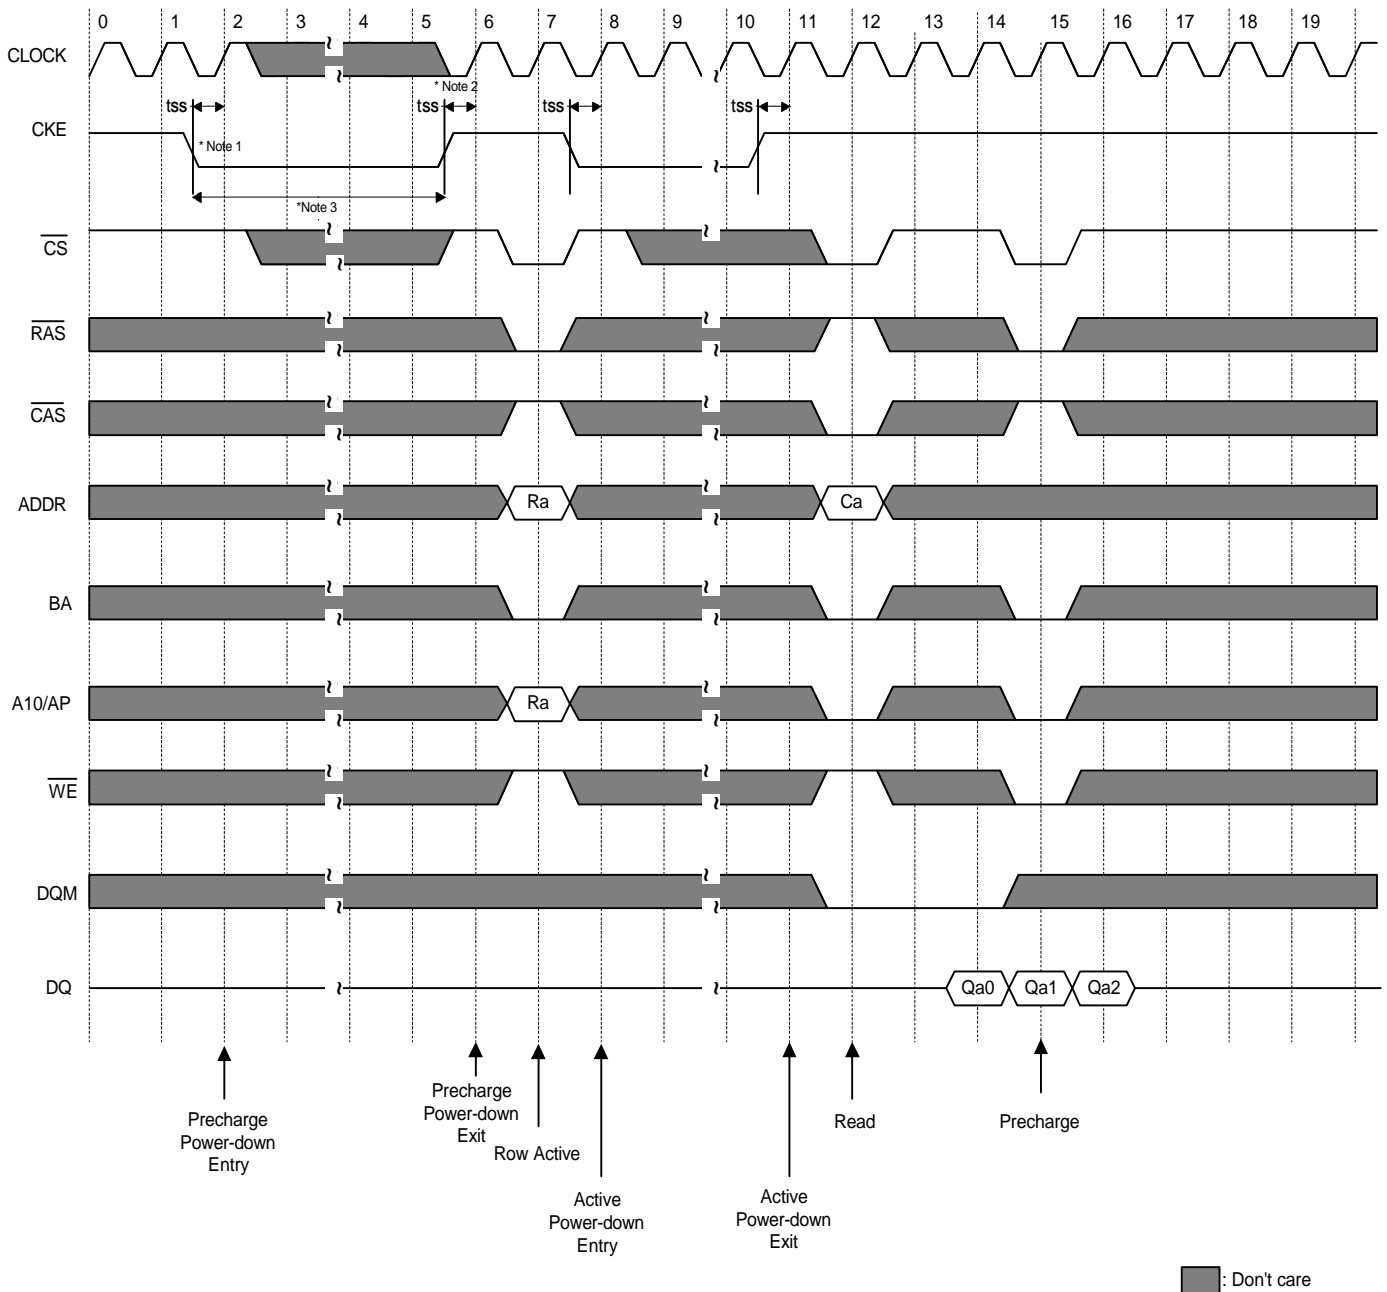 0 1 2 3 4 5 6 7 8 9 10 11 12 13 14 15 16 17 18 19
CLOCK
* Note 2
tss tss tss tss
CKE
* Note 1
*Note 3
CS
RAS
CAS
ADDR Ra Ca
BA
A10/AP Ra
WE
DQM
DQ Qa0 Qa1 Qa2
Precharge
Power-down
Entry
Precharge
Power-down
Exit
Row Active
Active
Power-down
Entry
Active
Power-down
Exit
Read
Precharge
: Don't care